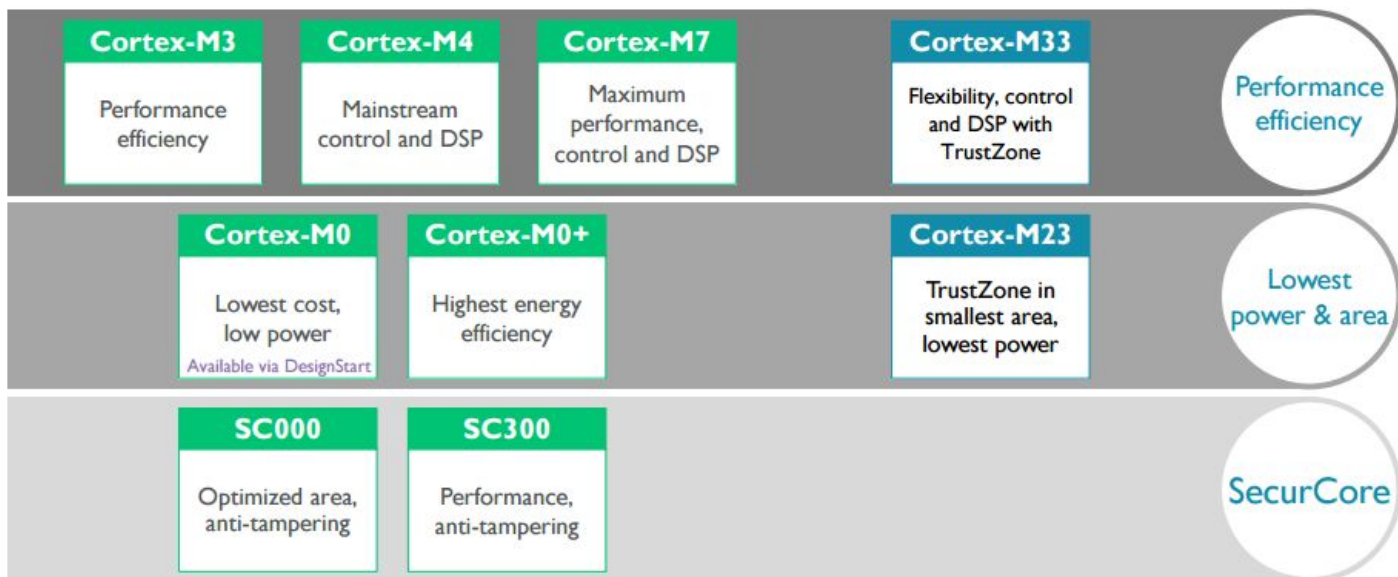 Cortex-M3
Performance
efficiency
Cortex-M4
Mainstream
control and DSP
Cortex-M7
Maximum
performance,
control and DSP
Cortex-M33
Flexibility, control
and DSP with
TrustZone
Performance
efficiency
Cortex-M0
Lowest cost,
low power
Available via DesignStart
Cortex-M0+
Highest energy
efficiency
Cortex-M23
TrustZone in
smallest area,
lowest power
Lowest
power & area
SC000
Optimized area,
anti-tampering
SC300
Performance,
anti-tampering
SecurCore